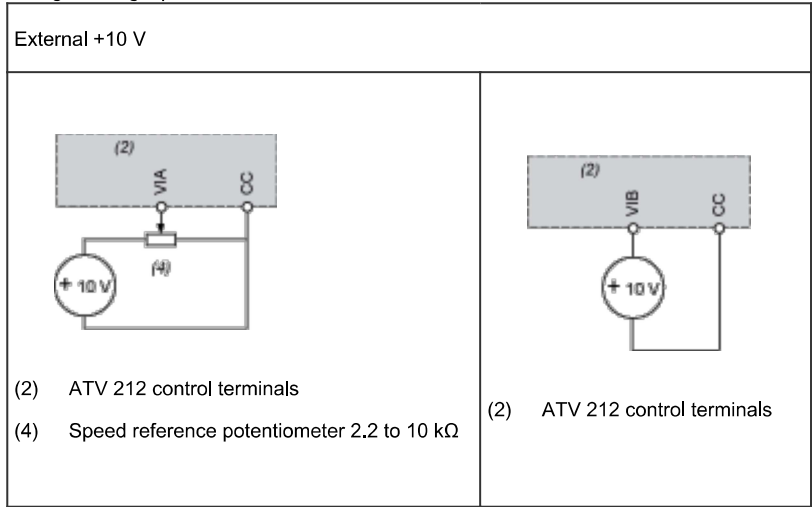 External +10 V
(2)
VIA
CC
(4)
+ 10 V
(2) ATV 212 control terminals
(4) Speed reference potentiometer 2.2 to 10 kΩ
(2)
VIB
CC
+ 10 V
(2) ATV 212 control terminals